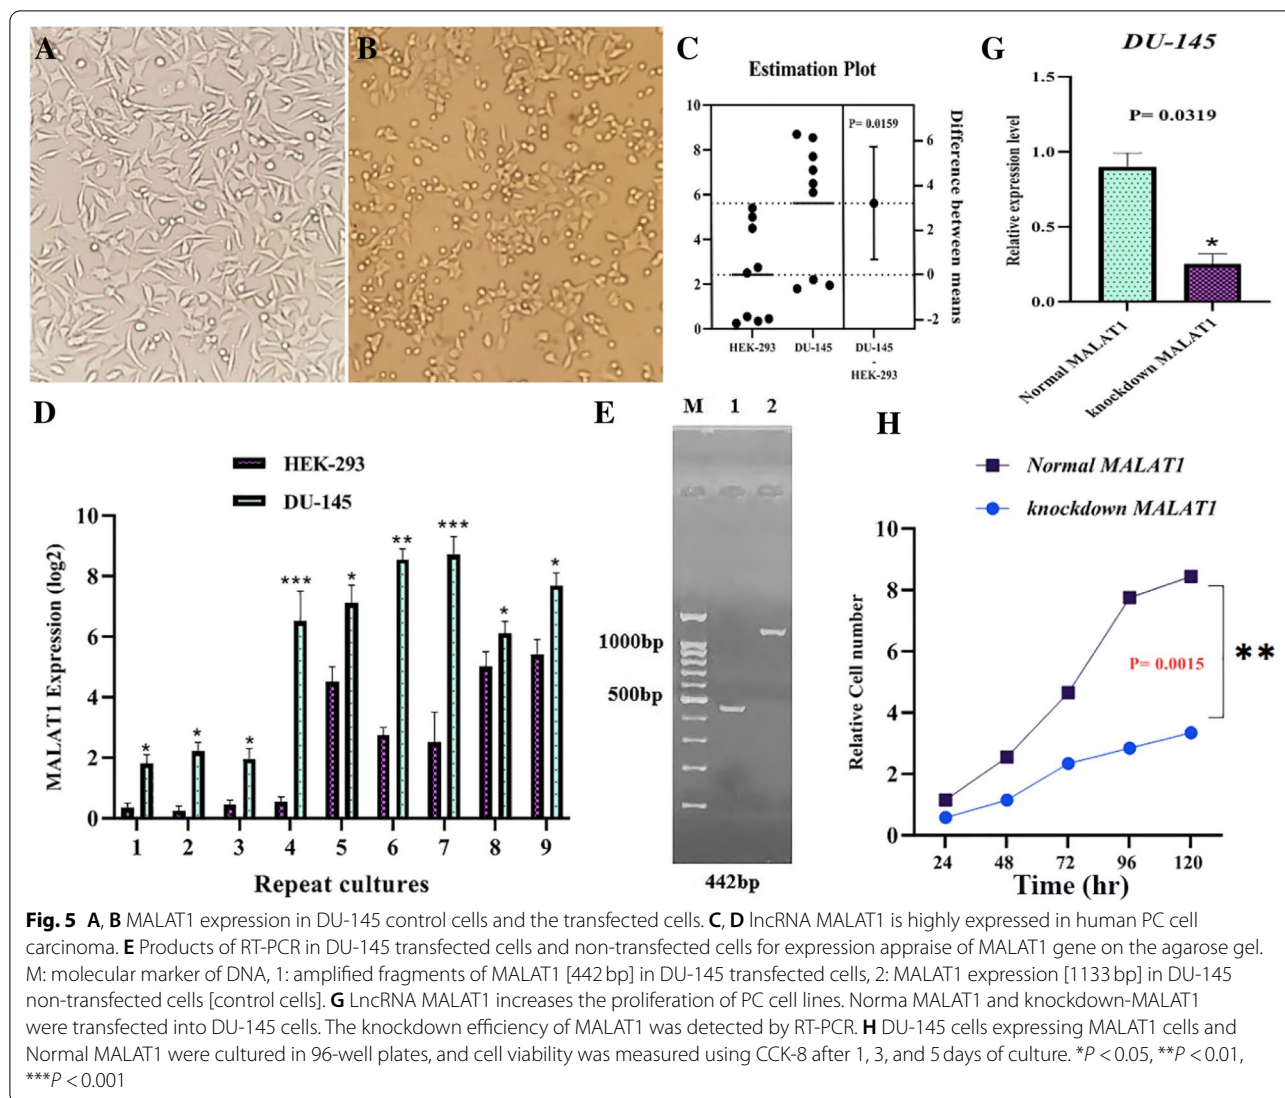 A
B
C
Estimation Plot
10
8
6
4
2
0
P= 0.0159
6
4
2
0
-2
Difference between means
HEK-293
DU-145
DU-145
-
HEK-293
G
DU-145
Relative expression level
1.5
1.0
0.5
0.0
P= 0.0319
*
Normal MALAT1
knockdown MALAT1
D
HEK-293
DU-145
MALAT1 Expression (log2)
10
8
6
4
2
0
*
*
*
***
*
**
***
*
*
1 2 3 4 5 6 7 8 9
Repeat cultures
E
M 1 2
1000bp
500bp
442bp
H
Normal MALAT1
knockdown MALAT1
Relative Cell number
10
8
6
4
2
0
P= 0.0015
**
24 48 72 96 120
Time (hr)
Fig. 5 A, B MALAT1 expression in DU-145 control cells and the transfected cells. C, D lncRNA MALAT1 is highly expressed in human PC cell
carcinoma. E Products of RT-PCR in DU-145 transfected cells and non-transfected cells for expression appraise of MALAT1 gene on the agarose gel.
M: molecular marker of DNA, 1: amplified fragments of MALAT1 [442 bp] in DU-145 transfected cells, 2: MALAT1 expression [1133 bp] in DU-145
non-transfected cells [control cells]. G LncRNA MALAT1 increases the proliferation of PC cell lines. Norma MALAT1 and knockdown-MALAT1
were transfected into DU-145 cells. The knockdown efficiency of MALAT1 was detected by RT-PCR. H DU-145 cells expressing MALAT1 cells and
Normal MALAT1 were cultured in 96-well plates, and cell viability was measured using CCK-8 after 1, 3, and 5 days of culture. *P < 0.05, **P < 0.01,
***P < 0.001